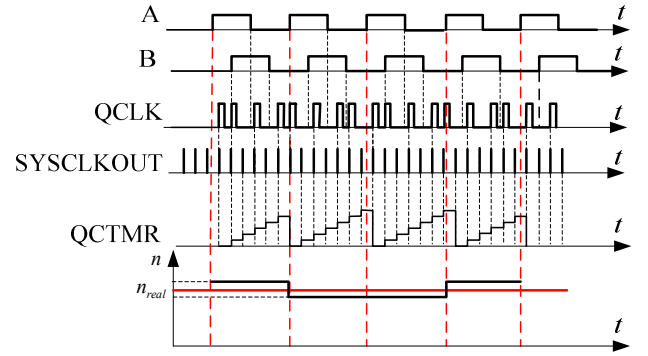 A t
B t
QCLK t
SYSCLKOUT t
QCTMR t
n
n_real
t